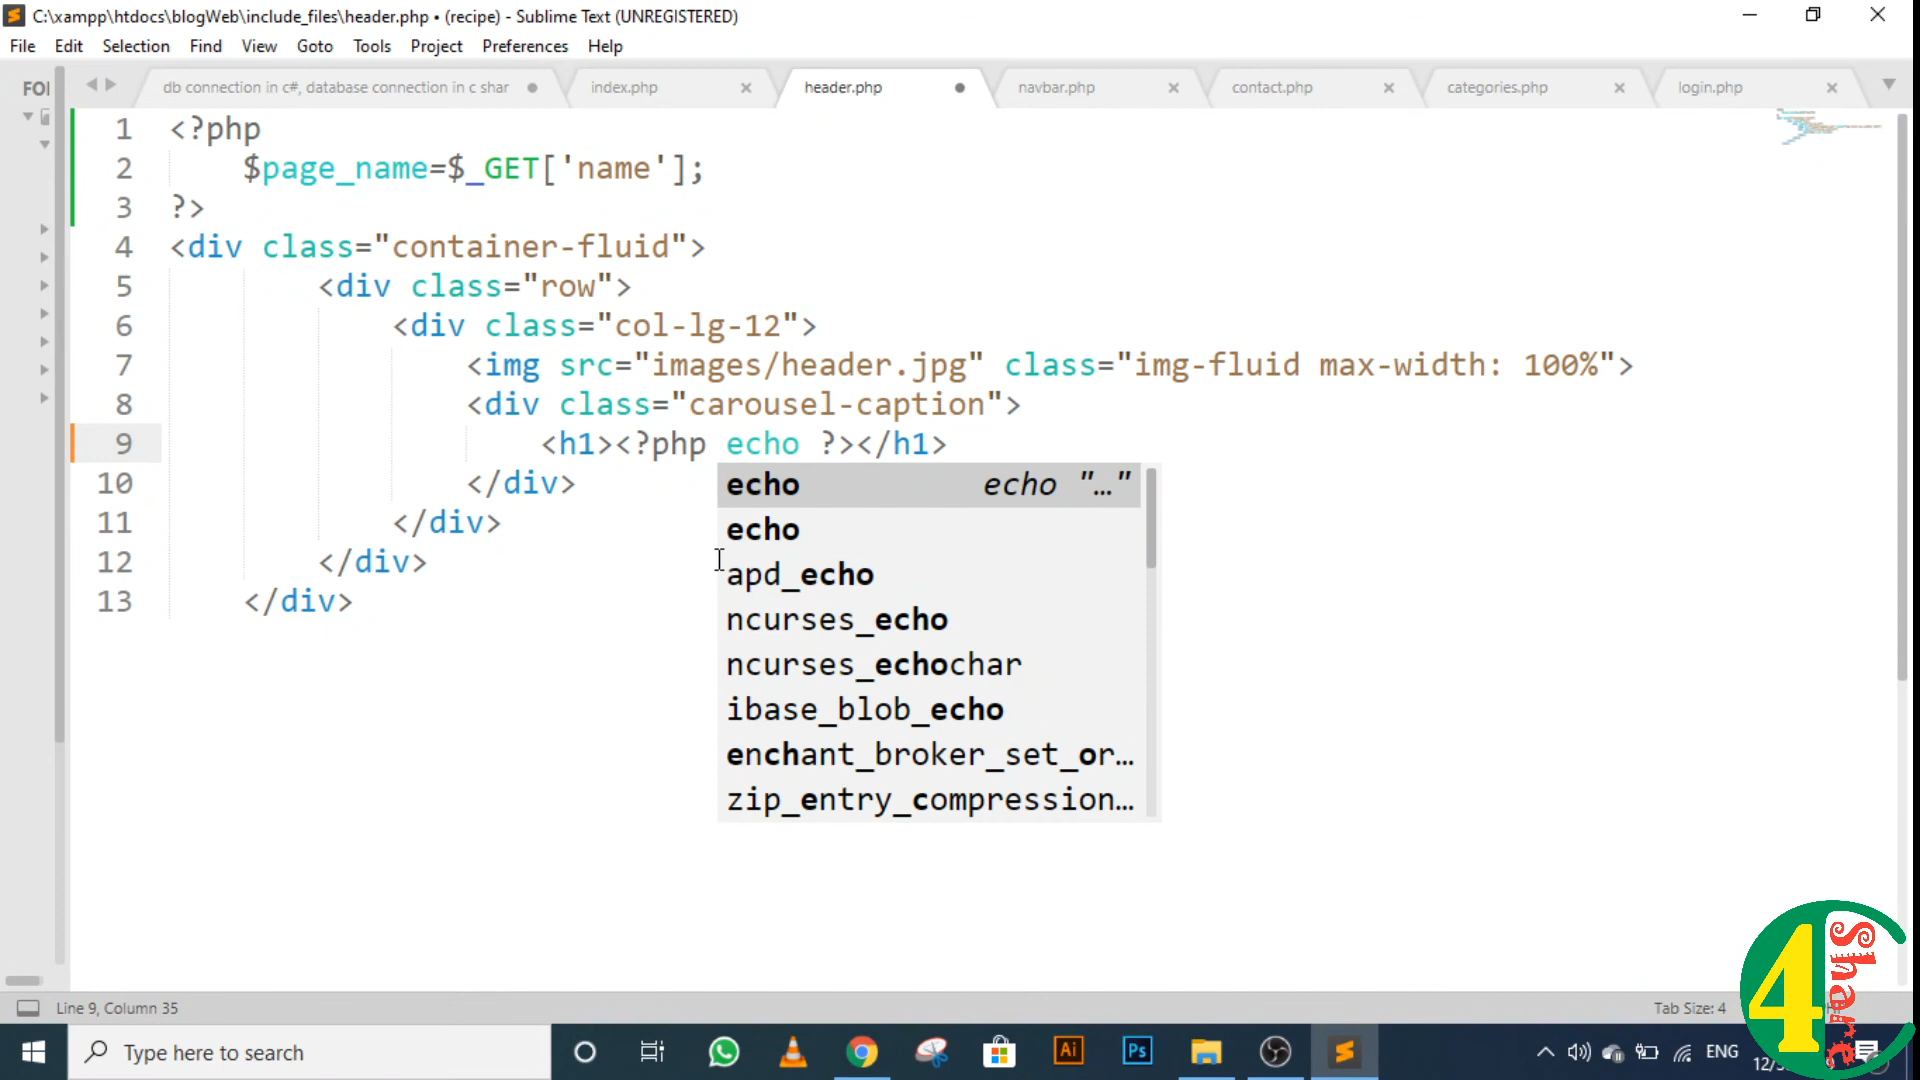 C:\xampp\htdocs\blogWeb\include_files\header.php • (recipe) - Sublime Text (UNREGISTERED)
File Edit Selection Find View Goto Tools Project Preferences Help
FOI
db connection in c#, database connection in c shar
index.php
header.php
navbar.php
contact.php
categories.php
login.php
1 <?php
2 $page_name=$_GET['name'];
3 ?>
4 <div class="container-fluid">
5 <div class="row">
6 <div class="col-lg-12">
7 <img src="images/header.jpg" class="img-fluid max-width: 100%">
8 <div class="carousel-caption">
9 <h1><?php echo ?></h1>
10 </div>
11 </div>
12 </div>
13 </div>
echo echo "…"
echo
apd_echo
ncurses_echo
ncurses_echochar
ibase_blob_echo
enchant_broker_set_or…
zip_entry_compression…
Line 9, Column 35
Tab Size: 4
Type here to search
Ai
Ps
ENG
4
Share